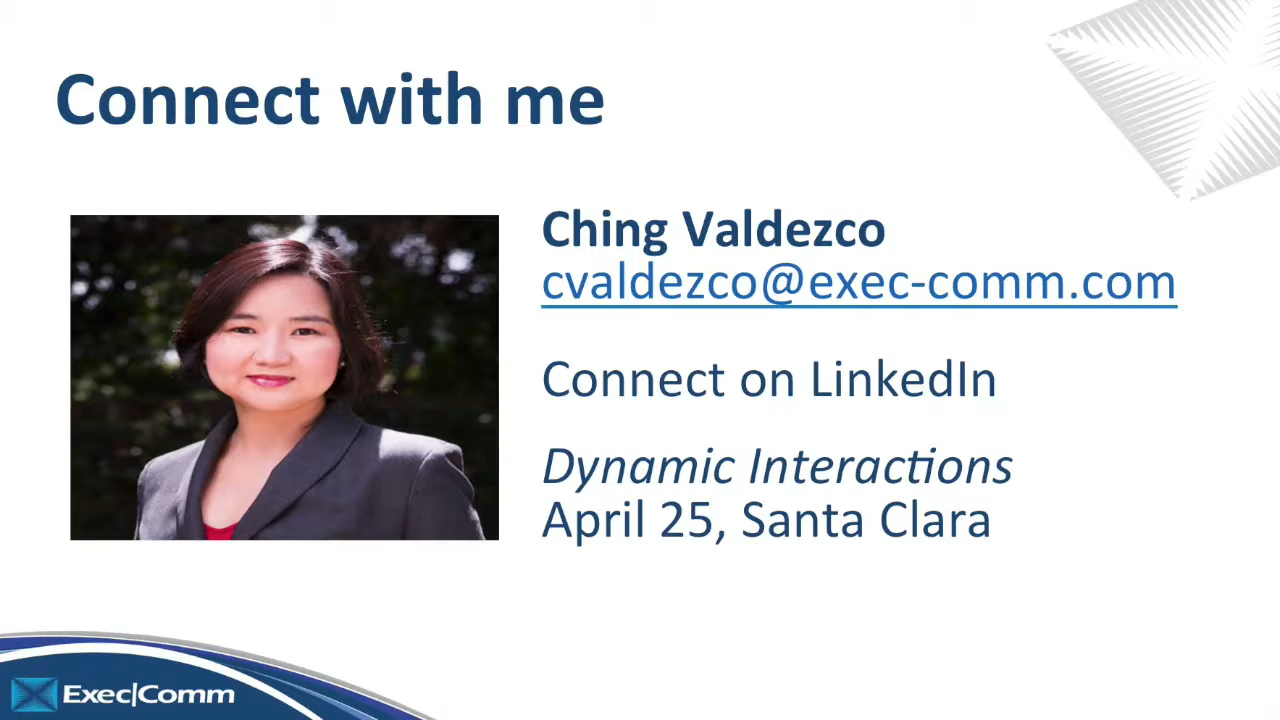 Connect with me
Ching Valdezco
cvaldezco@exec-comm.com
Connect on LinkedIn
Dynamic Interactions
April 25, Santa Clara
Exec|Comm